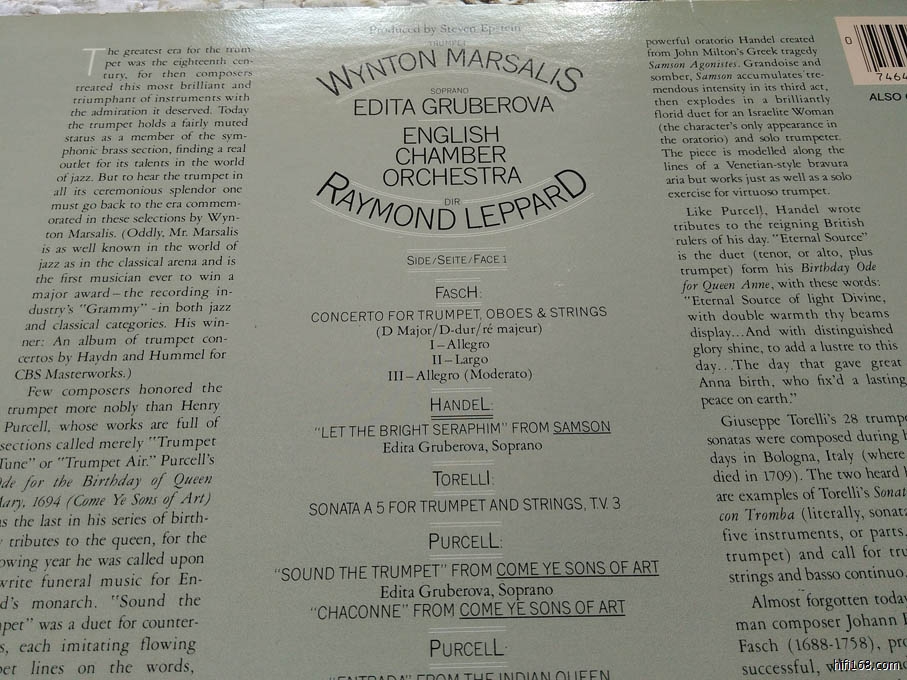 The greatest era for the trum-
pet was the eighteenth cen-
tury, for then composers
treated this most brilliant and
triumphant of instruments with
the admiration it deserved. Today
the trumpet holds a fairly muted
status as a member of the sym-
phonic brass section, finding a real
outlet for its talents in the world
of jazz. But to hear the trumpet in
all its ceremonious splendor one
must go back to the era commem-
orated in these selections by Wyn-
ton Marsalis. (Oddly, Mr. Marsalis
is as well known in the world of
jazz as in the classical arena and is
the first musician ever to win a
major award–the recording in-
dustry's "Grammy" -in both jazz
and classical categories. His win-
ner: An album of trumpet con-
certos by Haydn and Hummel for
CBS Masterworks.)
Few composers honored the
trumpet more nobly than Henry
Purcell, whose works are full of
sections called merely "Trumpet
Tune" or "Trumpet Air." Purcell's
Ode for the Birthday of Queen
Mary, 1694 (Come Ye Sons of Art)
as the last in his series of birth-
y tributes to the queen, for the
owing year he was called upon
write funeral music for En-
d's monarch. "Sound the
pet" was a duet for counter-
s, each imitating flowing
pet lines on the words,
Produced by Steven Epstein
TRUMPET
WYNTON MARSALIS
SOPRANO
EDITA GRUBEROVA
ENGLISH
CHAMBER
ORCHESTRA
DIR
RAYMOND LEPPARD
SIDE/SEITE/FACE 1
FASCH:
CONCERTO FOR TRUMPET, OBOES & STRINGS
(D Major/D-dur/ré majeur)
I–Allegro
II–Largo
III–Allegro (Moderato)
HANDEL:
"LET THE BRIGHT SERAPHIM" FROM SAMSON
Edita Gruberova, Soprano
TORELLI:
SONATA A 5 FOR TRUMPET AND STRINGS, T.V. 3
PURCELL:
"SOUND THE TRUMPET" FROM COME YE SONS OF ART
Edita Gruberova, Soprano
"CHACONNE" FROM COME YE SONS OF ART
PURCELL:
"ENTRADA" FROM THE INDIAN QUEEN
powerful oratorio Handel created
from John Milton's Greek tragedy
Samson Agonistes. Grandoise and
somber, Samson accumulates tre-
mendous intensity in its third act,
then explodes in a brilliantly
florid duet for an Israelite Woman
(the character's only appearance in
the oratorio) and solo trumpeter.
The piece is modelled along the
lines of a Venetian-style bravura
aria but works just as well as a solo
exercise for virtuoso trumpet.
Like Purcell, Handel wrote
tributes to the reigning British
rulers of his day. "Eternal Source"
is the duet (tenor, or alto, plus
trumpet) form his Birthday Ode
for Queen Anne, with these words:
"Eternal Source of light Divine,
with double warmth thy beams
display...And with distinguished
glory shine, to add a lustre to this
day...The day that gave great
Anna birth, who fix'd a lasting
peace on earth."
Giuseppe Torelli's 28 trumpe
sonatas were composed during h
days in Bologna, Italy (where
died in 1709). The two heard h
are examples of Torelli's Sonat
con Tromba (literally, sonata
five instruments, or parts.
trumpet) and call for tru
strings and basso continuo.
Almost forgotten toda
man composer Johann F
Fasch (1688-1758), pro
successful, w
0
7464
ALSO
hifi168.com